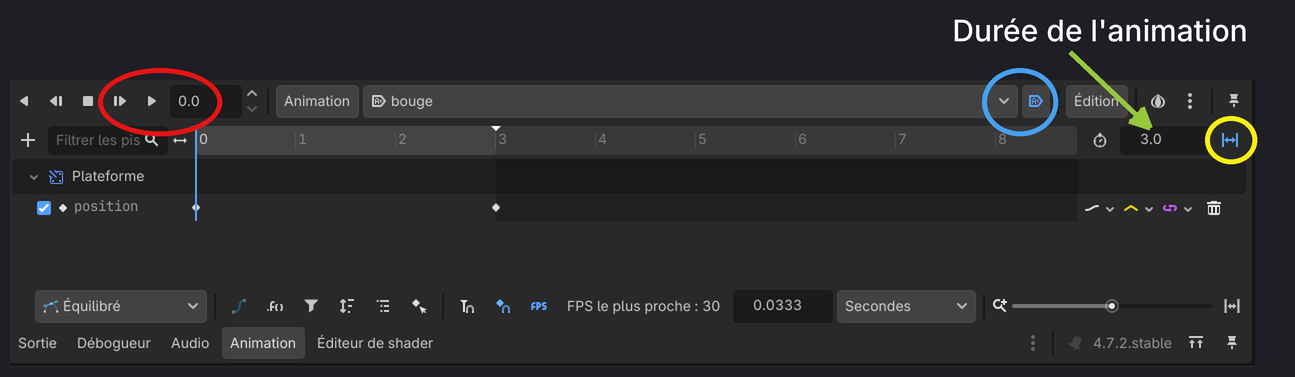 Durée de l'animation
0.0 Animation bouge Édition
Filtrer les pis 0 1 2 3 4 5 6 7 8 3.0
Plateforme
position
Équilibré .F() FPS FPS le plus proche : 30 0.0333 Secondes
Sortie Débogueur Audio Animation Éditeur de shader 4.7.2.stable